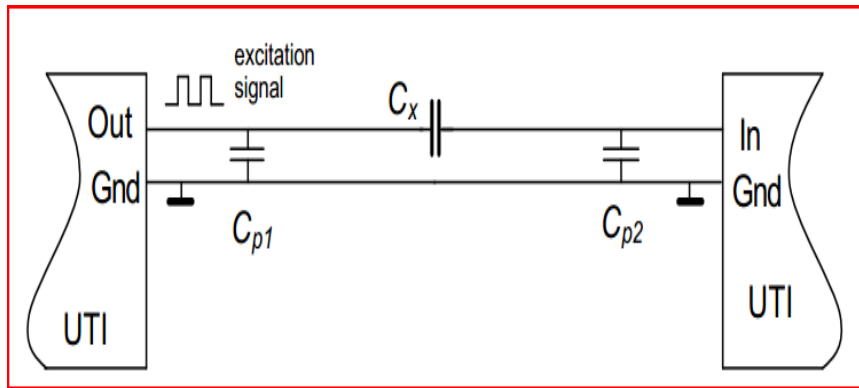 excitation
signal
Cx
Out
In
Gnd
Gnd
Cp1
Cp2
UTI
UTI